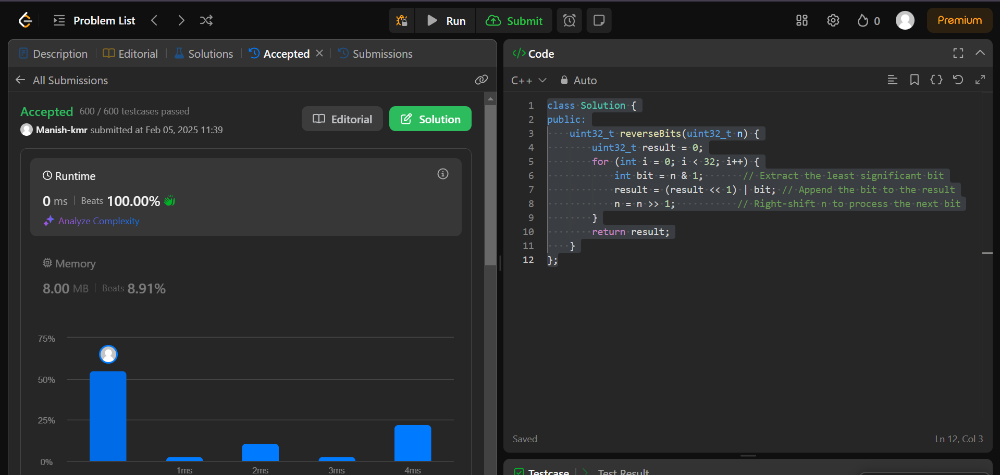 Problem List
Run
Submit
0
Premium
Description
Editorial
Solutions
Accepted
Submissions
All Submissions
Accepted 600 / 600 testcases passed
Manish-kmr submitted at Feb 05, 2025 11:39
Editorial
Solution
Runtime
0 ms Beats 100.00%
Analyze Complexity
Memory
8.00 MB Beats 8.91%
75%
50%
25%
0%
1ms 2ms 3ms 4ms
</> Code
C++ Auto
1 class Solution {
2 public:
3     uint32_t reverseBits(uint32_t n) {
4         uint32_t result = 0;
5         for (int i = 0; i < 32; i++) {
6             int bit = n & 1;       // Extract the least significant bit
7             result = (result << 1) | bit; // Append the bit to the result
8             n = n >> 1;           // Right-shift n to process the next bit
9         }
10         return result;
11     }
12 };
Saved
Ln 12, Col 3
Testcase
Test Result